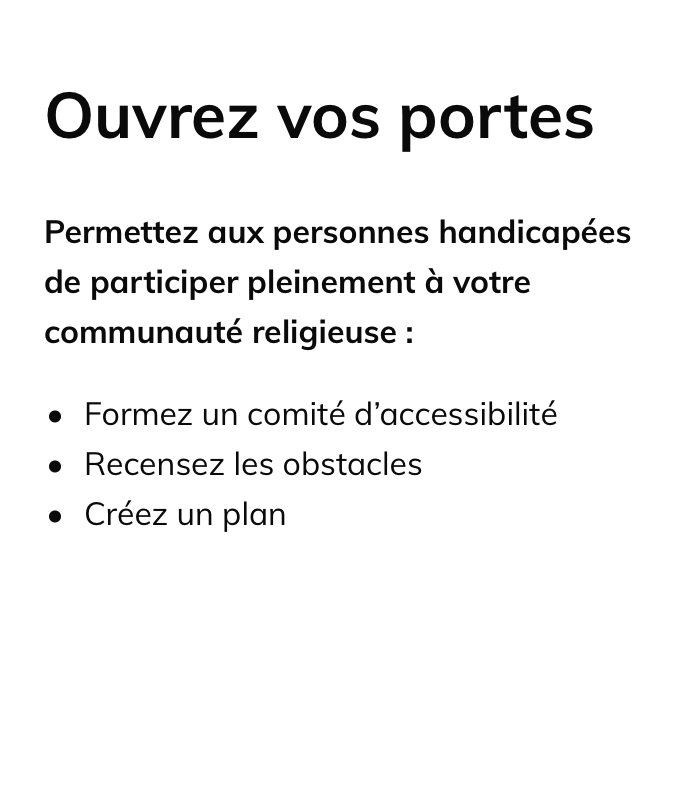 Ouvrez vos portes
Permettez aux personnes handicapées
de participer pleinement à votre
communauté religieuse :
• Formez un comité d’accessibilité
• Recensez les obstacles
• Créez un plan